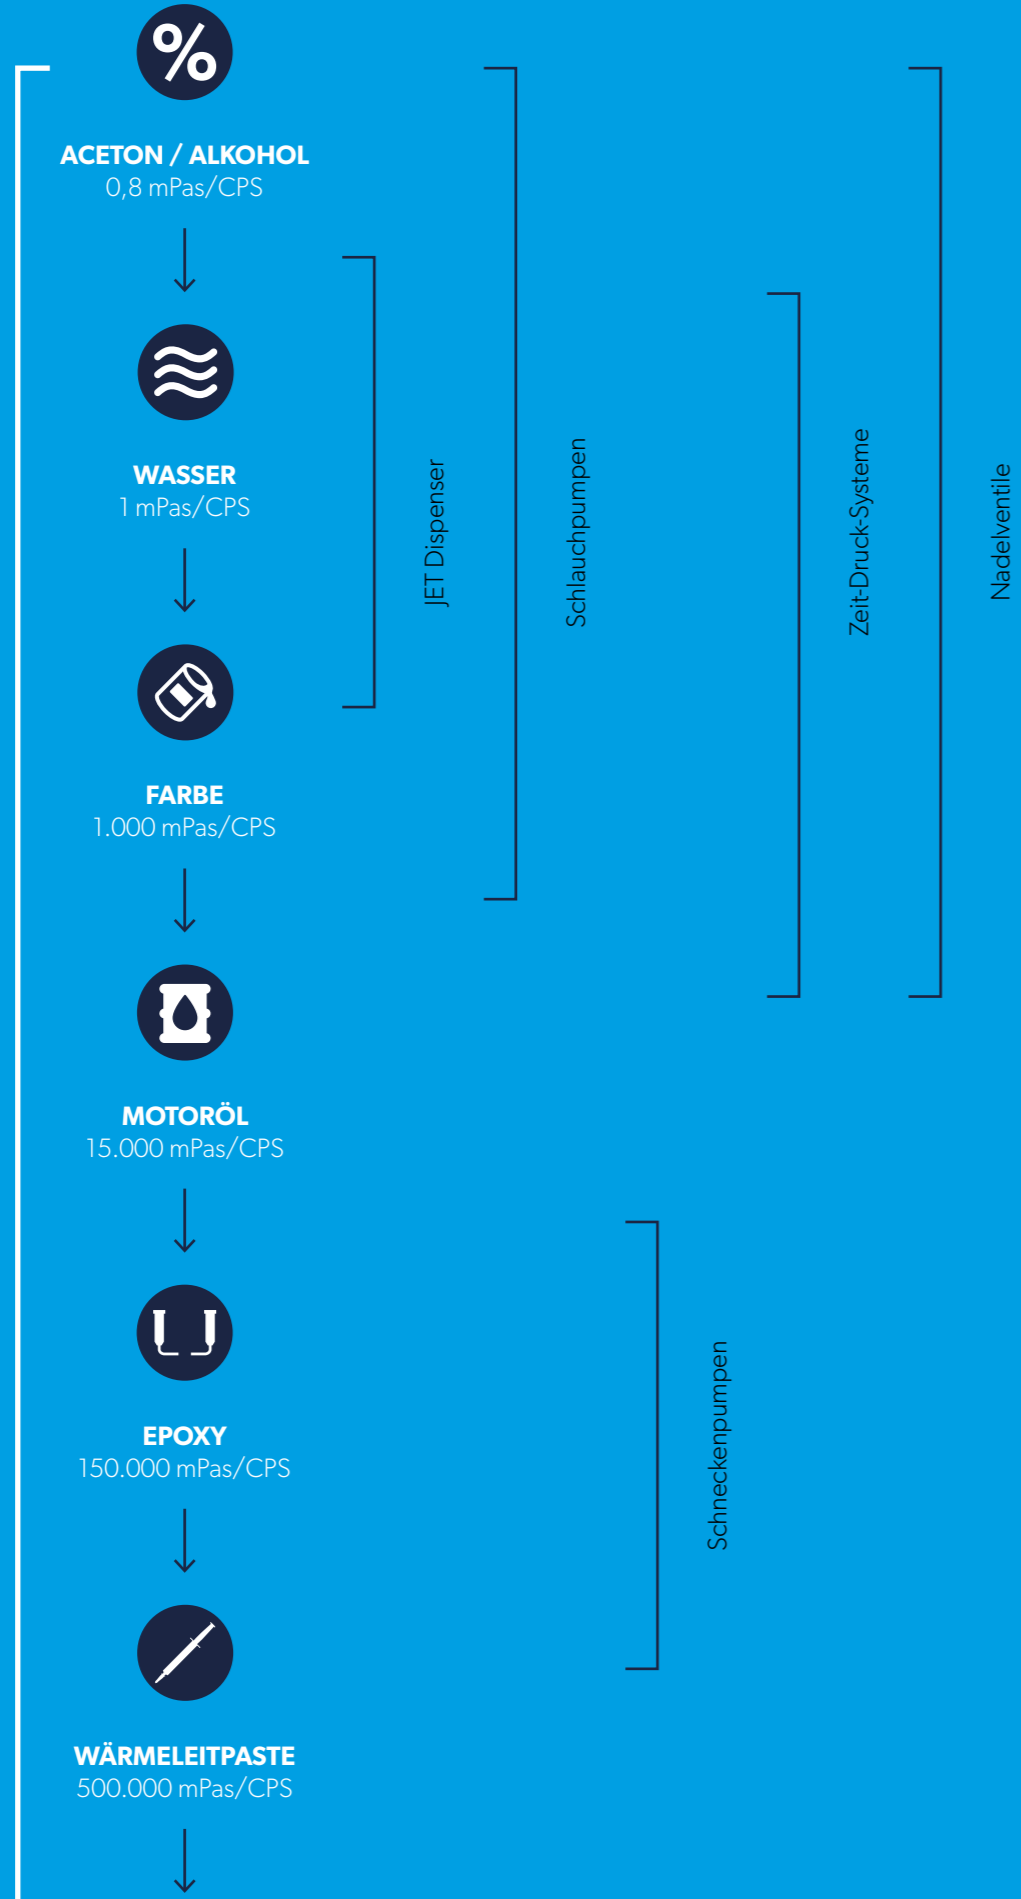 %
ACETON / ALKOHOL
0,8 mPas/CPS
WASSER
1 mPas/CPS
FARBE
1.000 mPas/CPS
MOTORÖL
15.000 mPas/CPS
EPOXY
150.000 mPas/CPS
WÄRMELEITPASTE
500.000 mPas/CPS
JET Dispenser
Schlauchpumpen
Schneckenpumpen
Zeit-Druck-Systeme
Nadelventile